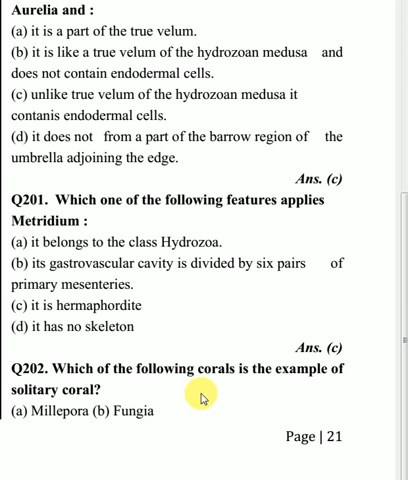 Aurelia and :
(a) it is a part of the true velum.
(b) it is like a true velum of the hydrozoan medusa and
does not contain endodermal cells.
(c) unlike true velum of the hydrozoan medusa it
contanis endodermal cells.
(d) it does not from a part of the barrow region of the
umbrella adjoining the edge.
Ans. (c)
Q201. Which one of the following features applies
Metridium :
(a) it belongs to the class Hydrozoa.
(b) its gastrovascular cavity is divided by six pairs of
primary mesenteries.
(c) it is hermaphordite
(d) it has no skeleton
Ans. (c)
Q202. Which of the following corals is the example of
solitary coral?
(a) Millepora (b) Fungia
Page | 21